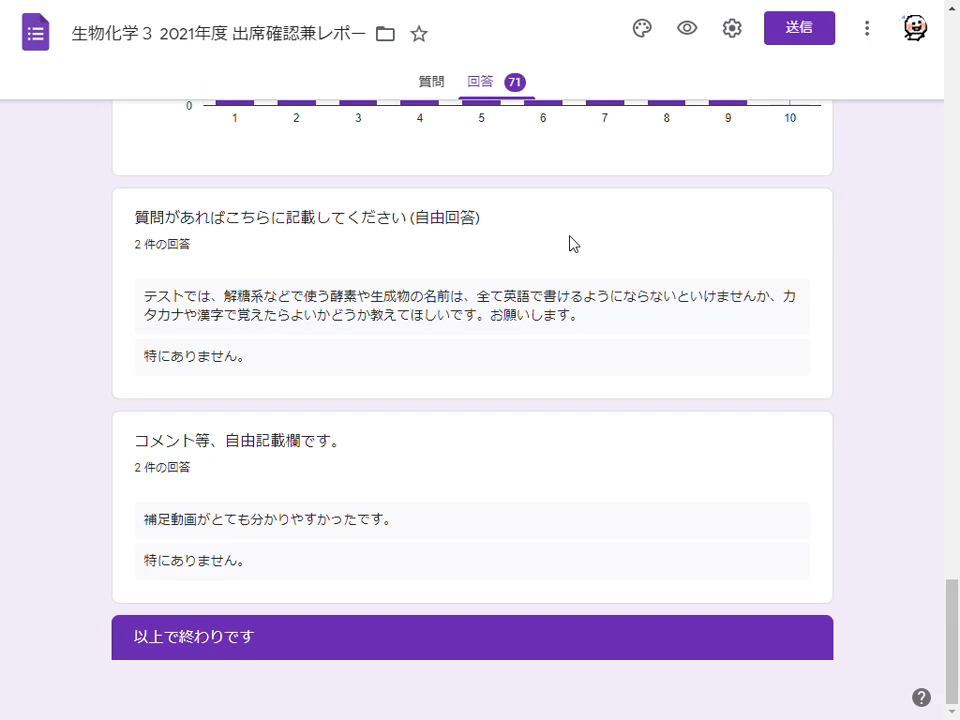 生物化学３ 2021年度 出席確認兼レポー
送信
質問 回答 71
0
1 2 3 4 5 6 7 8 9 10
質問があればこちらに記載してください (自由回答)
2 件の回答
テストでは、解糖系などで使う酵素や生成物の名前は、全て英語で書けるようにならないといけませんか、カ
タカナや漢字で覚えたらよいかどうか教えてほしいです。お願いします。
特にありません。
コメント等、自由記載欄です。
2 件の回答
補足動画がとても分かりやすかったです。
特にありません。
以上で終わりです